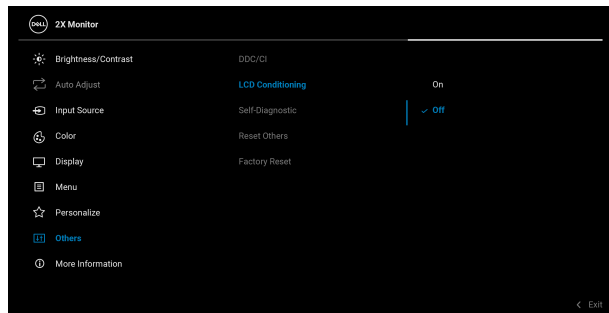 DELL 2X Monitor
Brightness/Contrast DDC/CI
Auto Adjust LCD Conditioning On
Input Source Self-Diagnostic ✓ Off
Color Reset Others
Display Factory Reset
Menu
Personalize
Others
More Information
< Exit